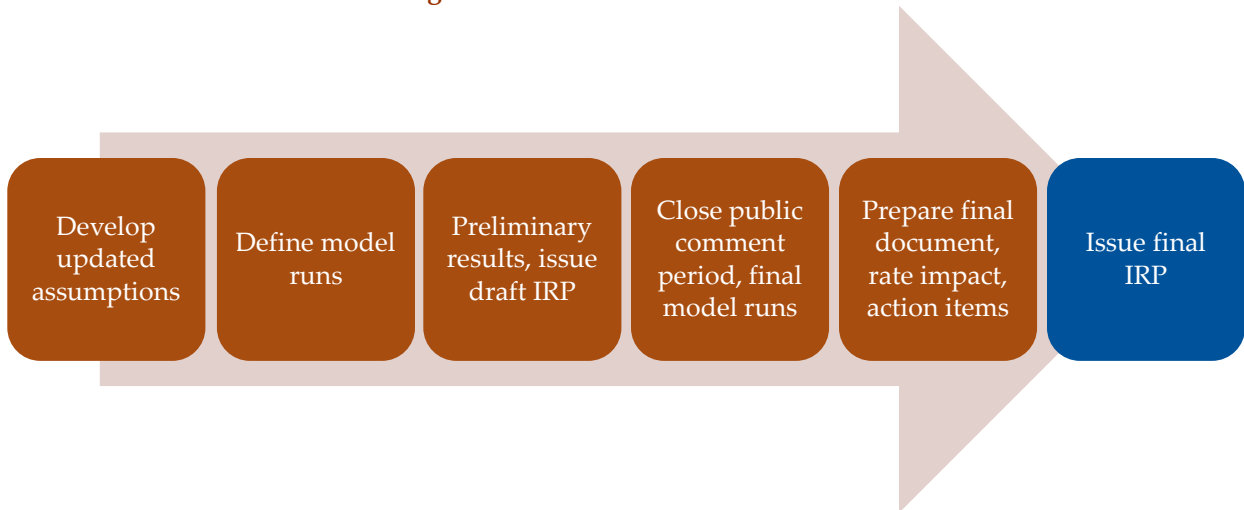 Develop
updated
assumptions
Define model
runs
Preliminary
results, issue
draft IRP
Close public
comment
period, final
model runs
Prepare final
document,
rate impact,
action items
Issue final
IRP